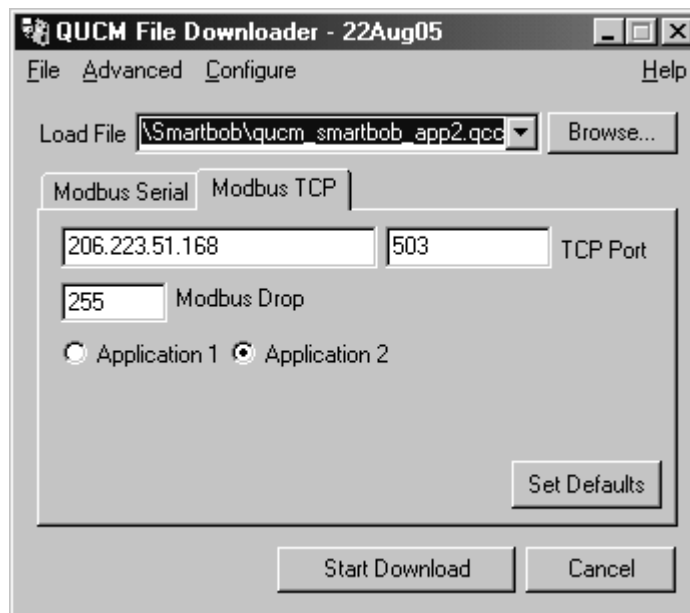 QUCM File Downloader - 22Aug05
File Advanced Configure Help
Load File \Smartbob\qucm_smartbob_app2.qcc Browse...
Modbus Serial Modbus TCP
206.223.51.168 503 TCP Port
255 Modbus Drop
Application 1 Application 2
Set Defaults
Start Download Cancel